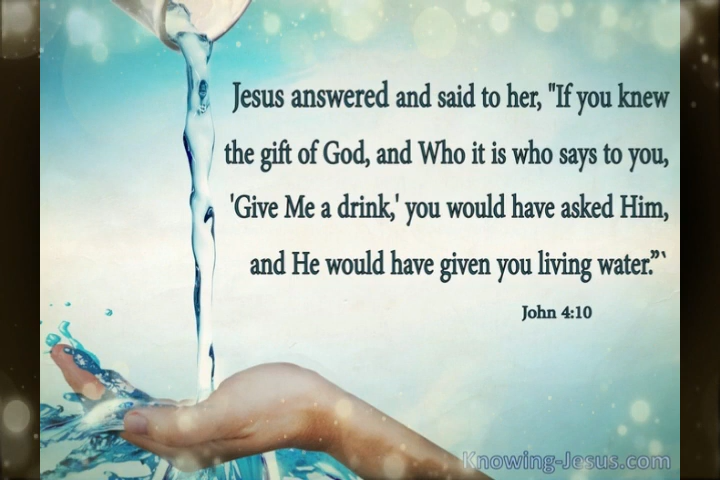 Jesus answered and said to her, "If you knew
the gift of God, and Who it is who says to you,
'Give Me a drink,' you would have asked Him,
and He would have given you living water.”`
John 4:10
Knowing-Jesus.com